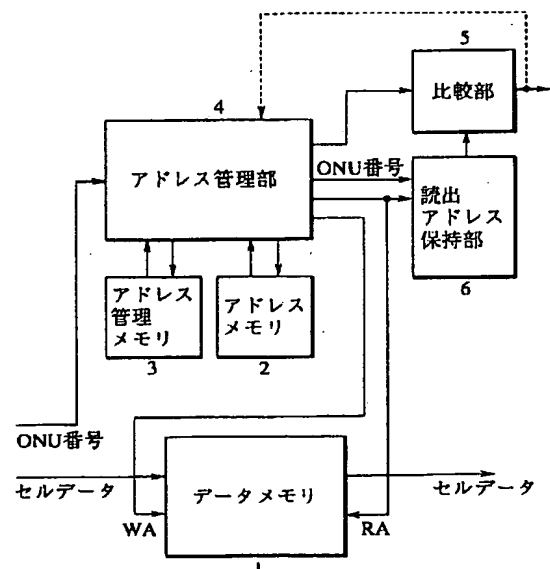 5
比較部
4
アドレス管理部
ONU番号
読出
アドレス
保持部
6
アドレス
管理
メモリ
3
アドレス
メモリ
2
ONU番号
セルデータ
データメモリ
セルデータ
WA
RA